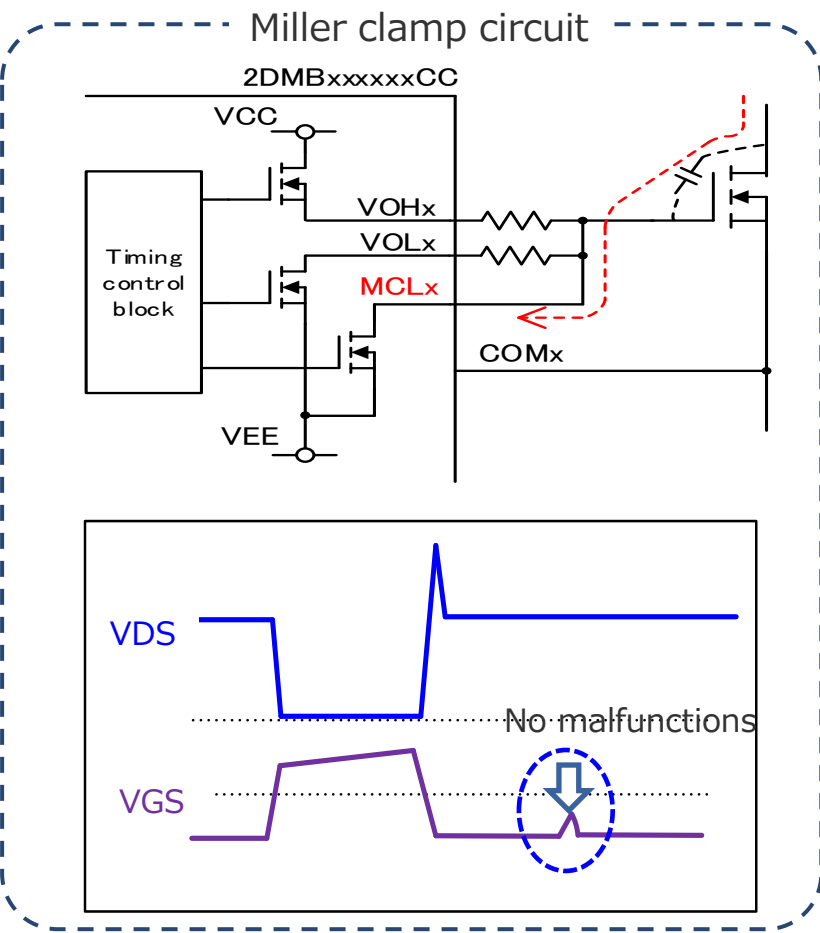 Miller clamp circuit
2DMBxxxxxxCC
VCC
VOHx
VOLx
Timing
control
block
MCLx
COMx
VEE
VDS
No malfunctions
VGS